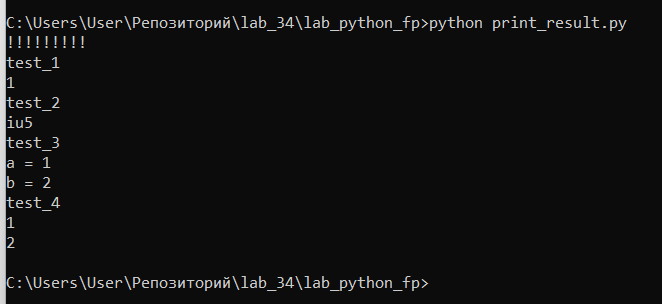 C:\Users\User\Репозиторий\lab_34\lab_python_fp>python print_result.py
!!!!!!!!!
test_1
1
test_2
iu5
test_3
a = 1
b = 2
test_4
1
2
C:\Users\User\Репозиторий\lab_34\lab_python_fp>